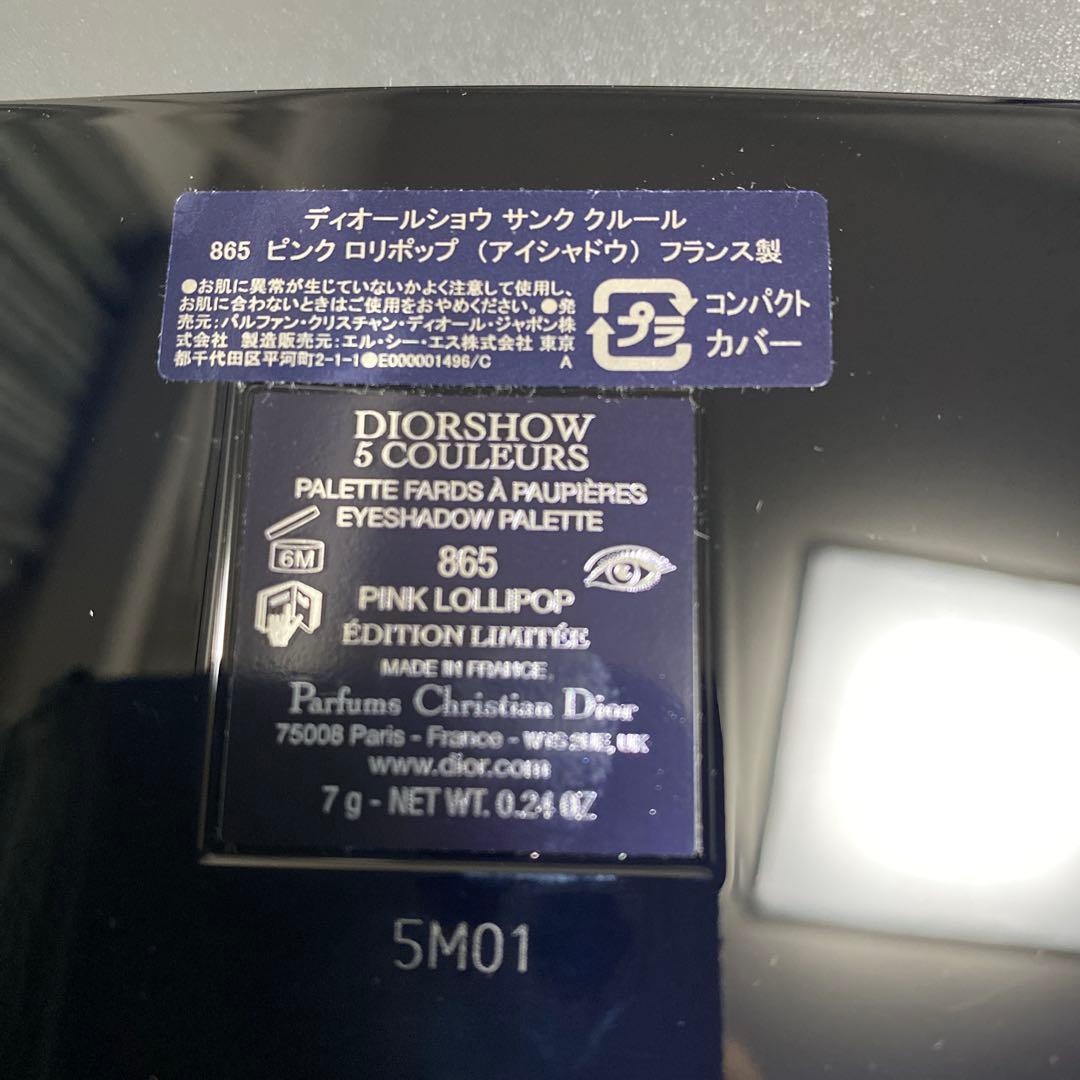 ディオールショウ サンク クルール
865 ピンク ロリポップ （アイシャドウ） フランス製
●お肌に異常が生じていないかよく注意して使用し、
お肌に合わないときはご使用をおやめください。●発
売元：パルファン・クリスチャン・ディオール・ジャポン株
式会社 製造販売元：エル・シー・エス株式会社 東京
都千代田区平河町2-1-1●E000001496/C A
プラ
コンパクト
カバー
DIORSHOW
5 COULEURS
PALETTE FARDS À PAUPIÈRES
EYESHADOW PALETTE
6M
865
PINK LOLLIPOP
ÉDITION LIMITÉE
MADE IN FRANCE
Parfums Christian Dior
75008 Paris - France - W1S 2UE, UK
www.dior.com
7 g - NET WT. 0.24 OZ
5M01